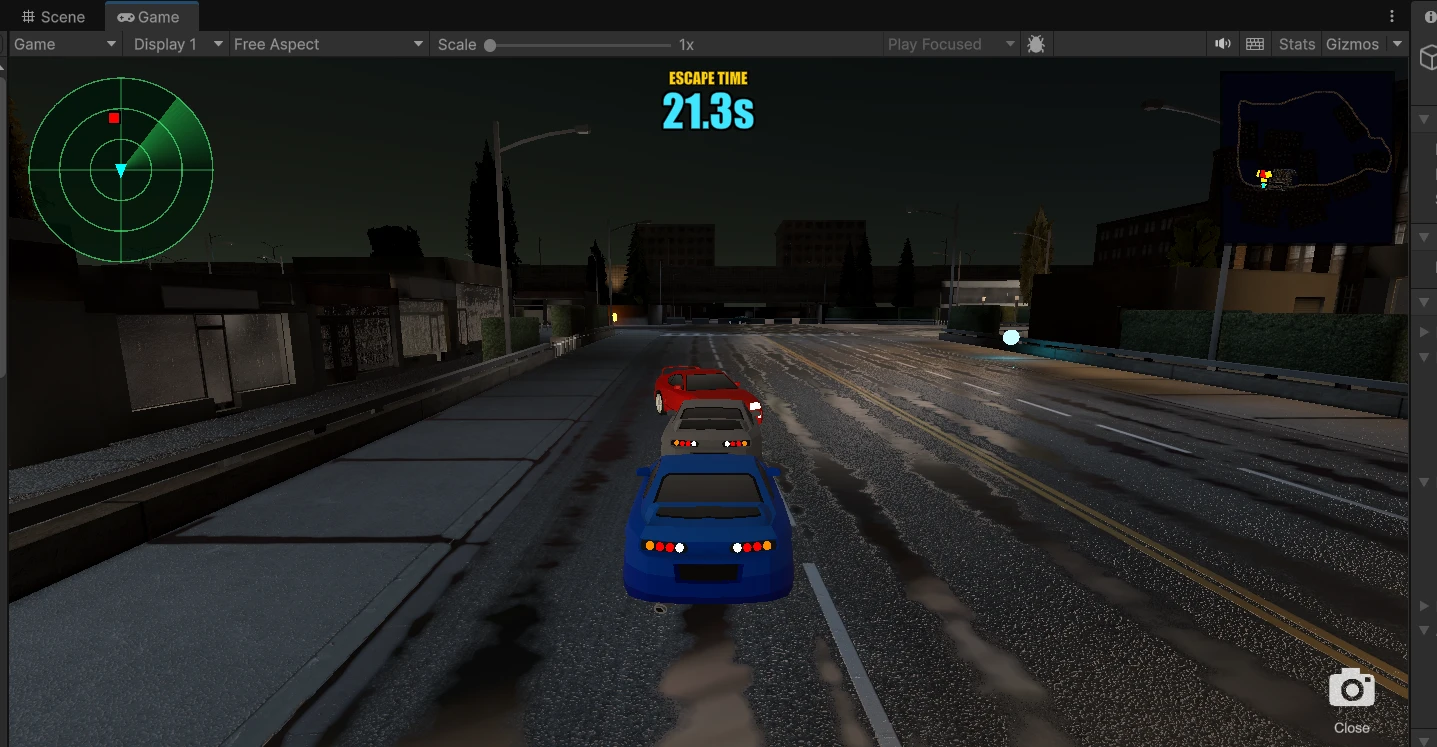 Scene
Game
Game
Display 1
Free Aspect
Scale
1x
Play Focused
Stats
Gizmos
ESCAPE TIME
21.3s
Close